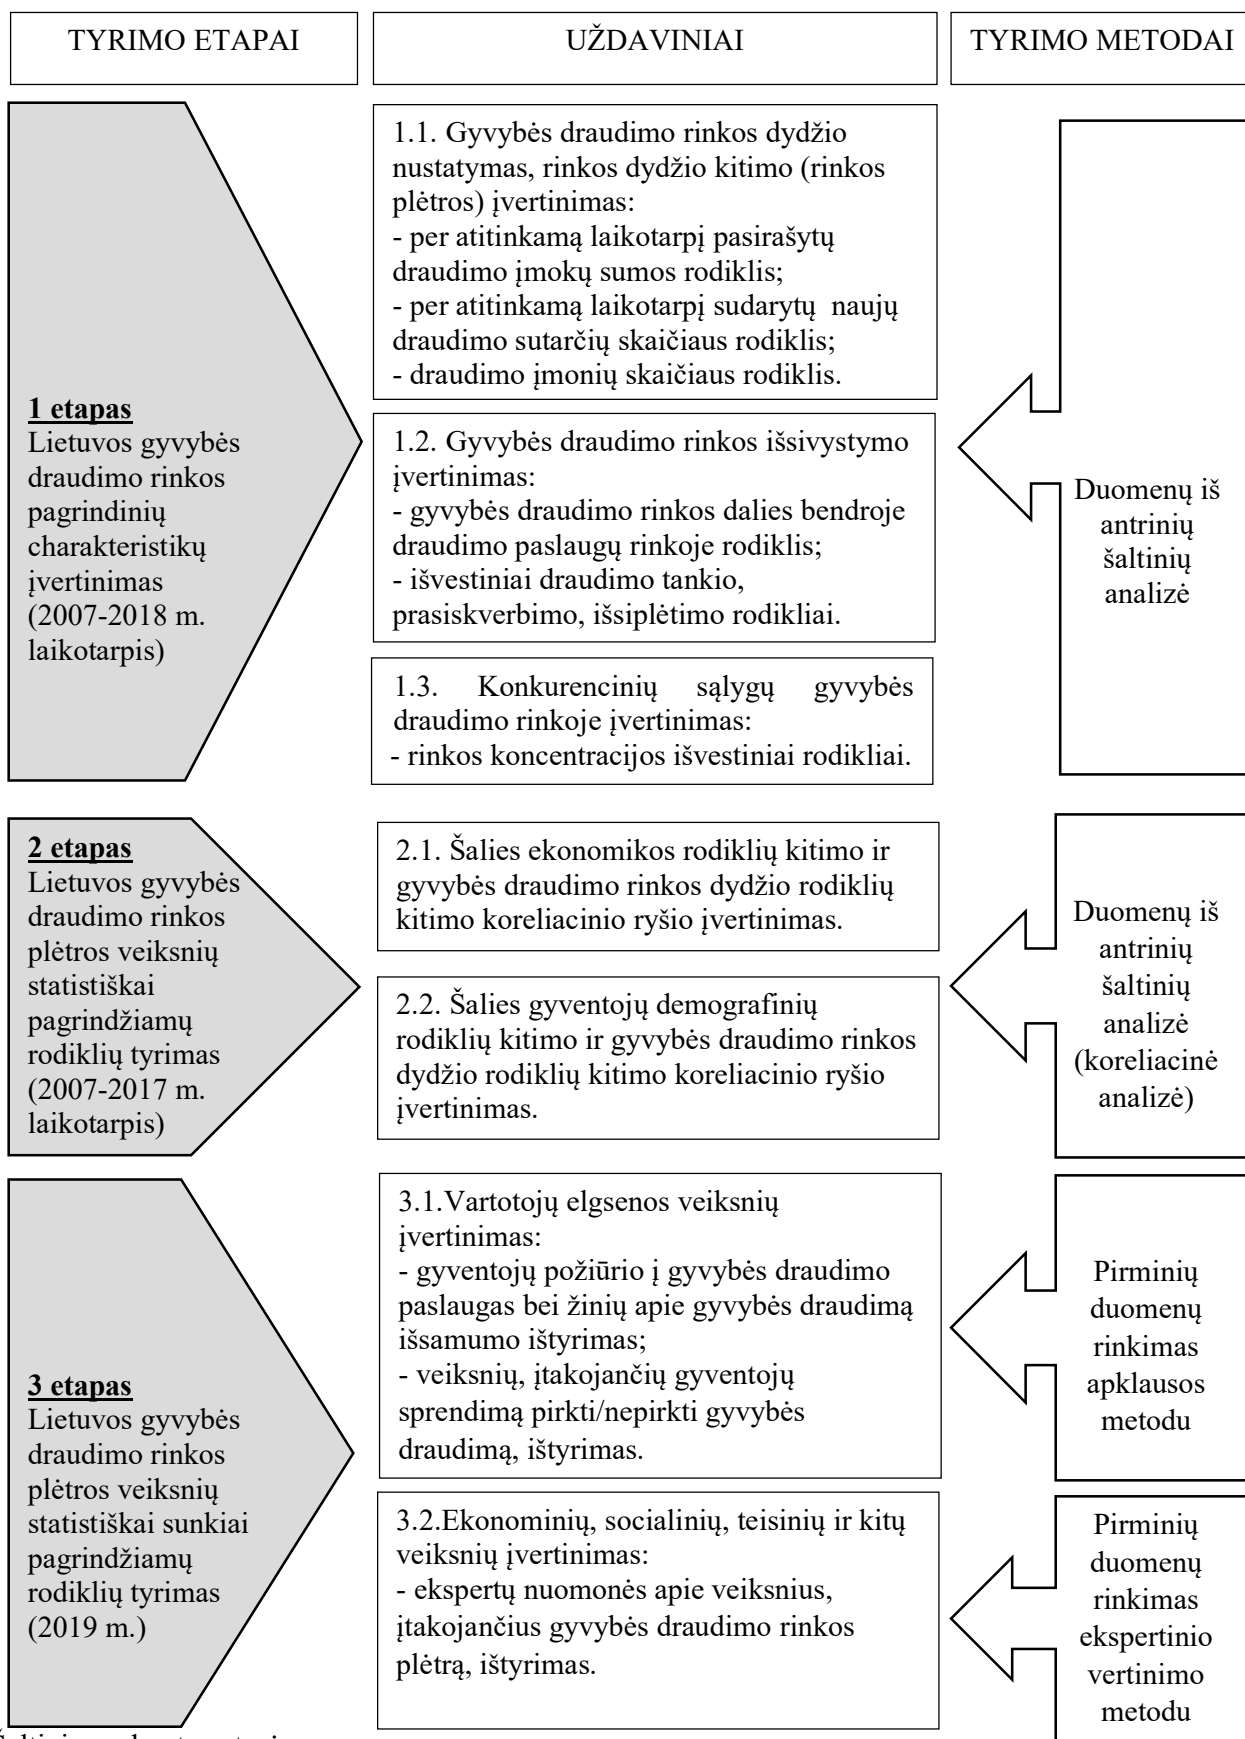 TYRIMO ETAPAI
UŽDAVINIAI
TYRIMO METODAI
1 etapas
Lietuvos gyvybės
draudimo rinkos
pagrindinių
charakteristikų
įvertinimas
(2007-2018 m.
laikotarpis)
1.1. Gyvybės draudimo rinkos dydžio
nustatymas, rinkos dydžio kitimo (rinkos
plėtros) įvertinimas:
- per atitinkamą laikotarpį pasirašytų
draudimo įmokų sumos rodiklis;
- per atitinkamą laikotarpį sudarytų naujų
draudimo sutarčių skaičiaus rodiklis;
- draudimo įmonių skaičiaus rodiklis.
1.2. Gyvybės draudimo rinkos išsivystymo
įvertinimas:
- gyvybės draudimo rinkos dalies bendroje
draudimo paslaugų rinkoje rodiklis;
- išvestiniai draudimo tankio,
prasiskverbimo, išsiplėtimo rodikliai.
1.3. Konkurencinių sąlygų gyvybės
draudimo rinkoje įvertinimas:
- rinkos koncentracijos išvestiniai rodikliai.
Duomenų iš
antrinių
šaltinių
analizė
2 etapas
Lietuvos gyvybės
draudimo rinkos
plėtros veiksnių
statistiškai
pagrindžiamų
rodiklių tyrimas
(2007-2017 m.
laikotarpis)
2.1. Šalies ekonomikos rodiklių kitimo ir
gyvybės draudimo rinkos dydžio rodiklių
kitimo koreliacinio ryšio įvertinimas.
2.2. Šalies gyventojų demografinių
rodiklių kitimo ir gyvybės draudimo rinkos
dydžio rodiklių kitimo koreliacinio ryšio
įvertinimas.
Duomenų iš
antrinių
šaltinių
analizė
(koreliacinė
analizė)
3 etapas
Lietuvos gyvybės
draudimo rinkos
plėtros veiksnių
statistiškai sunkiai
pagrindžiamų
rodiklių tyrimas
(2019 m.)
3.1.Vartotojų elgsenos veiksnių
įvertinimas:
- gyventojų požiūrio į gyvybės draudimo
paslaugas bei žinių apie gyvybės draudimą
išsamumo ištyrimas;
- veiksnių, įtakojančių gyventojų
sprendimą pirkti/nepirkti gyvybės
draudimą, ištyrimas.
Pirminių
duomenų
rinkimas
apklausos
metodu
3.2.Ekonominių, socialinių, teisinių ir kitų
veiksnių įvertinimas:
- ekspertų nuomonės apie veiksnius,
įtakojančius gyvybės draudimo rinkos
plėtrą, ištyrimas.
Pirminių
duomenų
rinkimas
ekspertinio
vertinimo
metodu